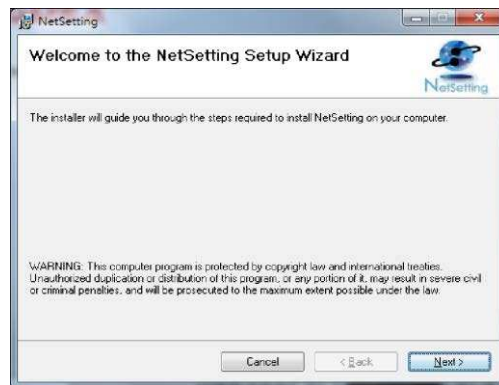 NetSetting
Welcome to the NetSetting Setup Wizard
NetSetting
The installer will guide you through the steps required to install NetSetting on your computer.
WARNING: This computer program is protected by copyright law and international treaties.
Unauthorized duplication or distribution of this program, or any portion of it, may result in severe civil
or criminal penalties, and will be prosecuted to the maximum extent possible under the law.
Cancel
< Back
Next >